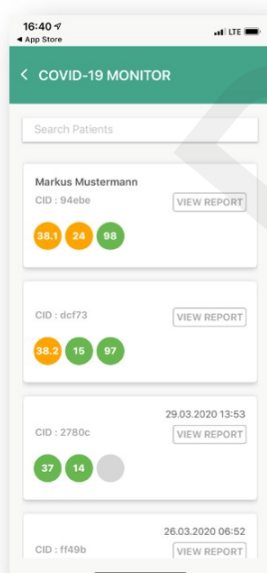 16:40
◀ App Store
LTE
< COVID-19 MONITOR
Search Patients
Markus Mustermann
CID : 94ebe
VIEW REPORT
38.1 24 98
CID : dcf73
VIEW REPORT
38.2 15 97
29.03.2020 13:53
CID : 2780c
VIEW REPORT
37 14
26.03.2020 06:52
CID : ff49b
VIEW REPORT